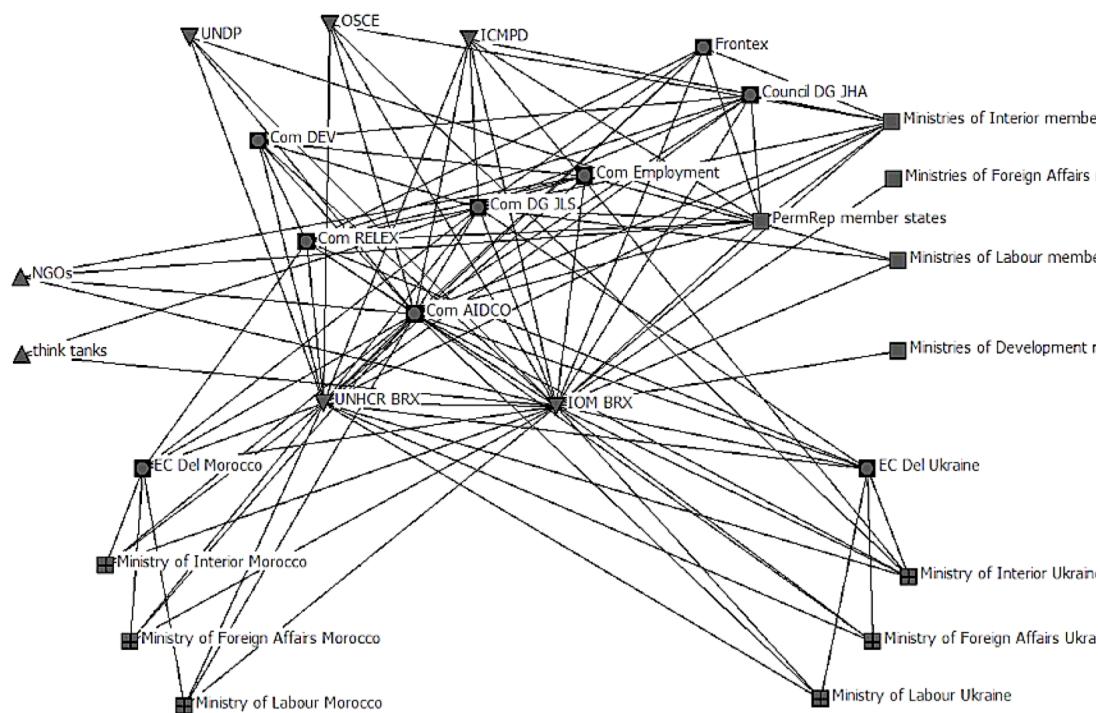 UNDP
OSCE
ICMPD
Frontex
Council DG JHA
Ministries of Interior membe
Com DEV
Com Employment
Ministries of Foreign Affairs
Com DG JLS
PermRep member states
Com RELEX
Ministries of Labour membe
NGOs
Com AIDCO
think tanks
Ministries of Development
UNHCR BRX
IOM BRX
EC Del Morocco
EC Del Ukraine
Ministry of Interior Morocco
Ministry of Interior Ukraine
Ministry of Foreign Affairs Morocco
Ministry of Foreign Affairs Ukra
Ministry of Labour Morocco
Ministry of Labour Ukraine